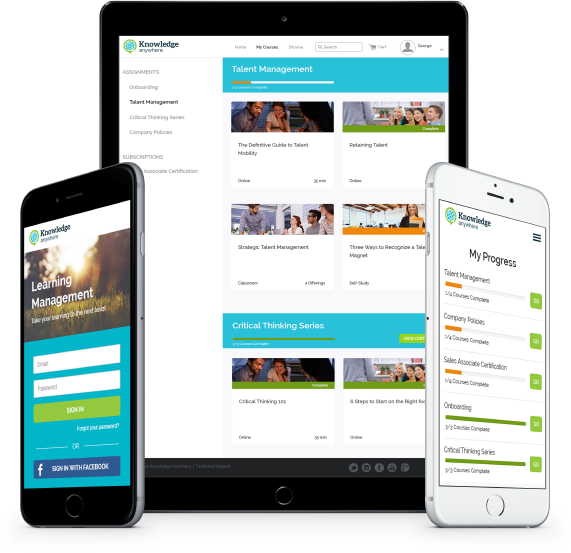 Knowledge
anywhere
Home
My Courses
Browse
Search
Cart
George
ASSIGNMENTS
Onboarding
Talent Management
Critical Thinking Series
Company Policies
SUBSCRIPTIONS
Associate Certification
Talent Management
1/4 Courses Complete
The Definitive Guide to Talent
Mobility
Online
35 min
Complete
Retaining Talent
Online
Strategic Talent Management
Classroom
4 Offerings
Three Ways to Recognize a Tale
Magnet
Self-Study
Critical Thinking Series
3/3 Courses Complete
VIEW CERT
Complete
Critical Thinking 101
Online
35 min
6 Steps to Start on the Right foo
Online
Knowledge Anywhere | Technical Support
Knowledge
anywhere
Learning
Management
Take your learning to the next level!
Email
Password
SIGN IN
Forgot your password?
OR
f SIGN IN WITH FACEBOOK
Knowledge
anywhere
My Progress
Talent Management
1/4 Courses Complete
GO
Company Policies
1/4 Courses Complete
GO
Sales Associate Certification
1/4 Courses Complete
GO
Onboarding
3/3 Courses Complete
GO
Critical Thinking Series
3/3 Courses Complete
GO